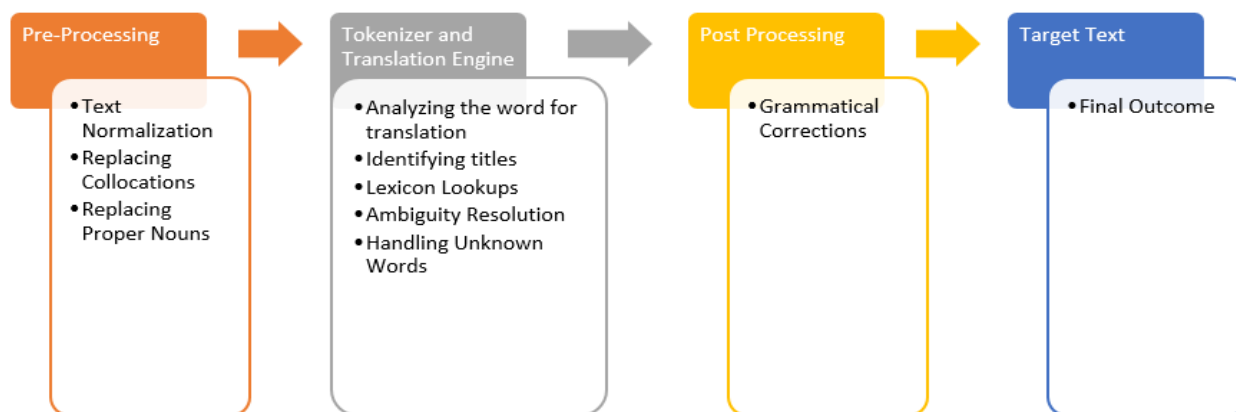 Pre-Processing
• Text
Normalization
• Replacing
Collocations
• Replacing
Proper Nouns
Tokenizer and
Translation Engine
• Analyzing the word for
translation
• Identifying titles
• Lexicon Lookups
• Ambiguity Resolution
• Handling Unknown
Words
Post Processing
• Grammatical
Corrections
Target Text
• Final Outcome